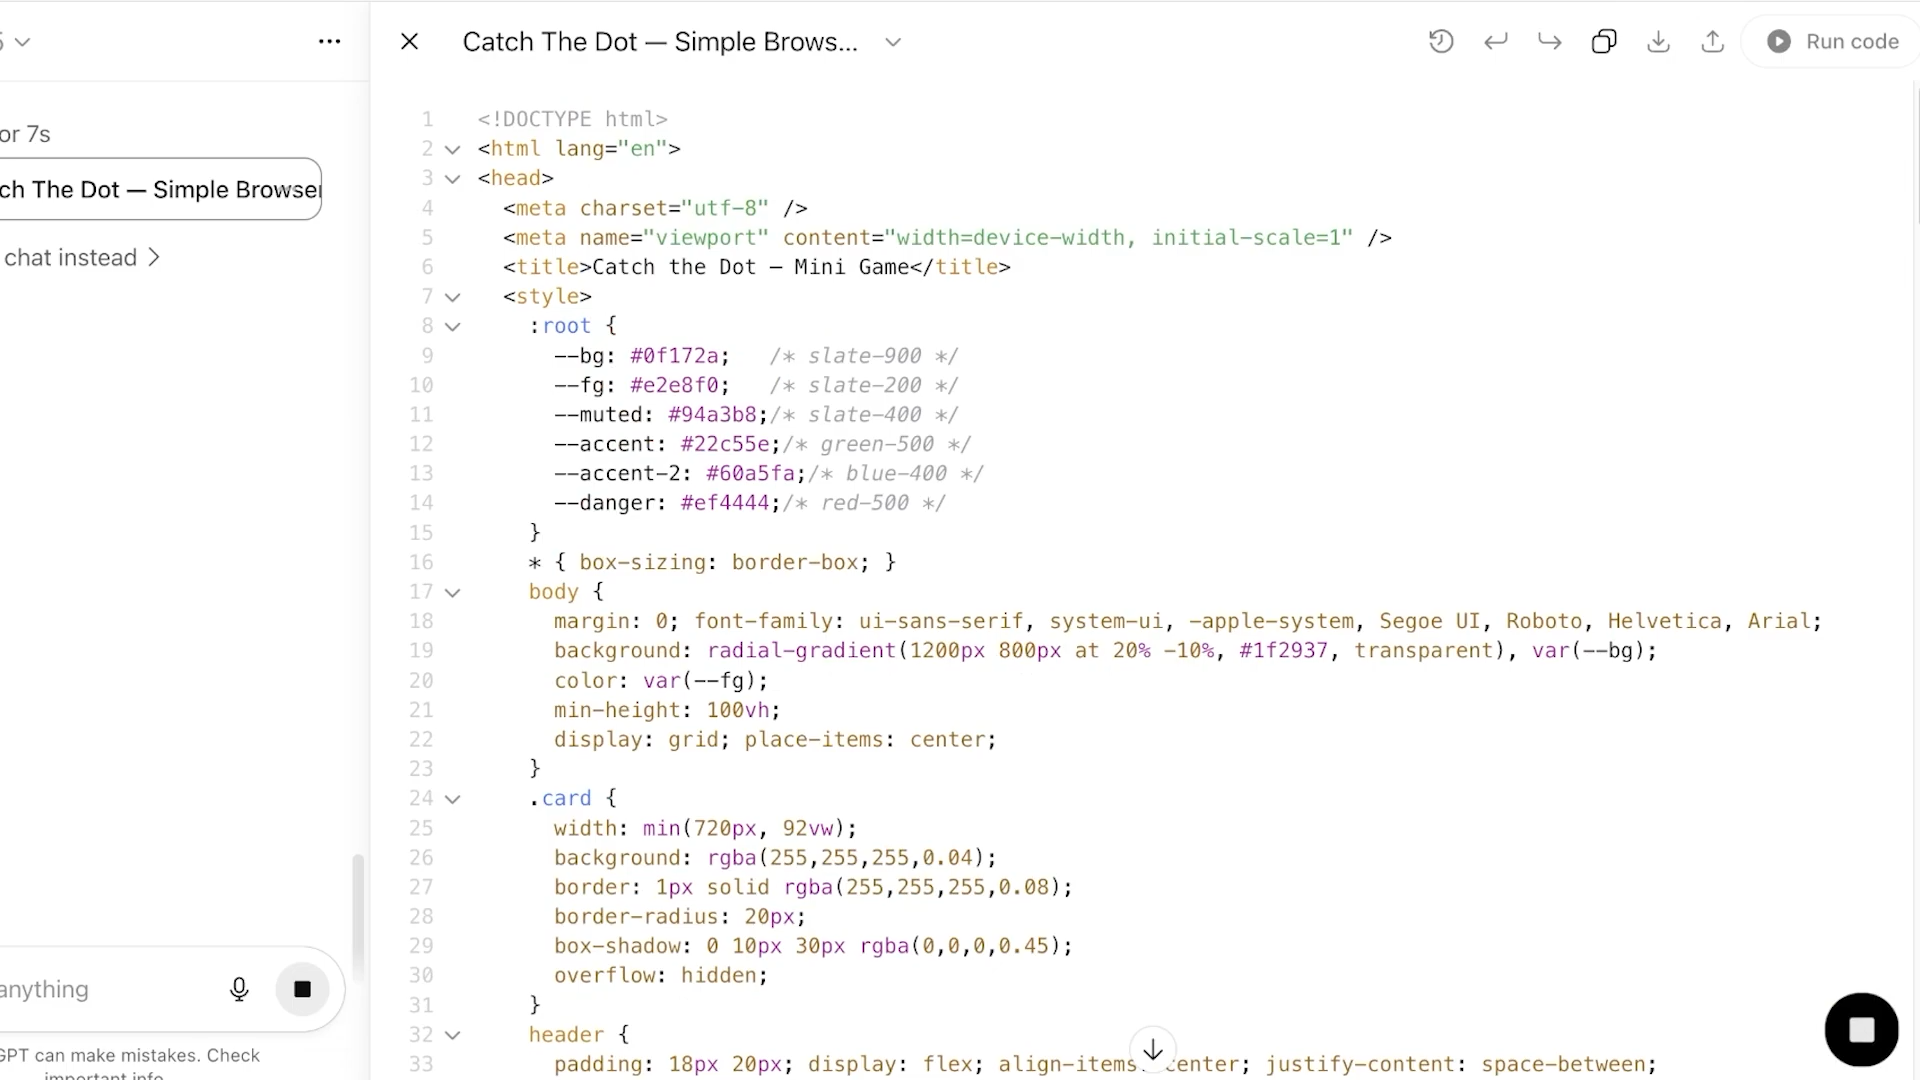 Catch The Dot — Simple Brows...
Run code
or 7s
ch The Dot — Simple Browser
chat instead
1 <!DOCTYPE html>
2 <html lang="en">
3 <head>
4 <meta charset="utf-8" />
5 <meta name="viewport" content="width=device-width, initial-scale=1" />
6 <title>Catch the Dot – Mini Game</title>
7 <style>
8 :root {
9 --bg: #0f172a; /* slate-900 */
10 --fg: #e2e8f0; /* slate-200 */
11 --muted: #94a3b8;/* slate-400 */
12 --accent: #22c55e;/* green-500 */
13 --accent-2: #60a5fa;/* blue-400 */
14 --danger: #ef4444;/* red-500 */
15 }
16 * { box-sizing: border-box; }
17 body {
18 margin: 0; font-family: ui-sans-serif, system-ui, -apple-system, Segoe UI, Roboto, Helvetica, Arial;
19 background: radial-gradient(1200px 800px at 20% -10%, #1f2937, transparent), var(--bg);
20 color: var(--fg);
21 min-height: 100vh;
22 display: grid; place-items: center;
23 }
24 .card {
25 width: min(720px, 92vw);
26 background: rgba(255,255,255,0.04);
27 border: 1px solid rgba(255,255,255,0.08);
28 border-radius: 20px;
29 box-shadow: 0 10px 30px rgba(0,0,0,0.45);
30 overflow: hidden;
31 }
32 header {
33 padding: 18px 20px; display: flex; align-items: center; justify-content: space-between;
anything
GPT can make mistakes. Check
important info.